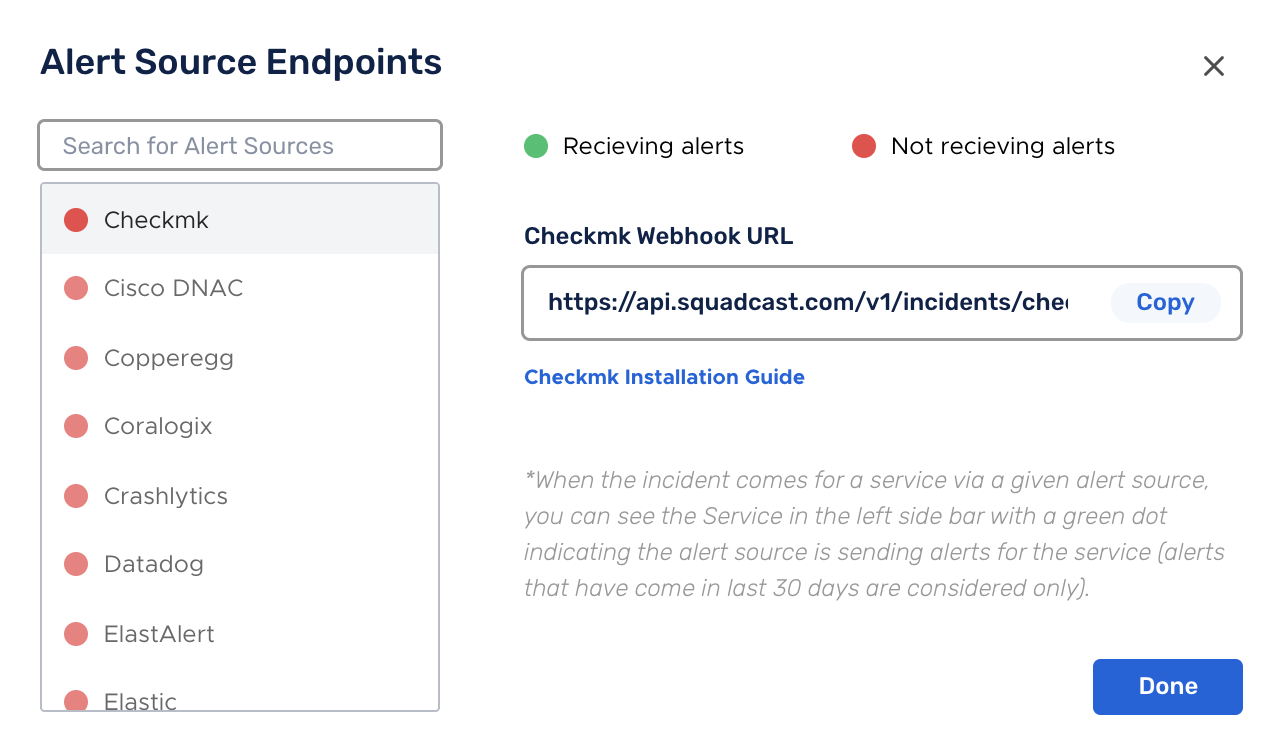 Alert Source Endpoints
Search for Alert Sources
Checkmk
Cisco DNAC
Copperegg
Coralogix
Crashlytics
Datadog
ElastAlert
Elastic
Recieving alerts
Not recieving alerts
Checkmk Webhook URL
https://api.squadcast.com/v1/incidents/chec
Copy
Checkmk Installation Guide
*When the incident comes for a service via a given alert source,
you can see the Service in the left side bar with a green dot
indicating the alert source is sending alerts for the service (alerts
that have come in last 30 days are considered only).
Done